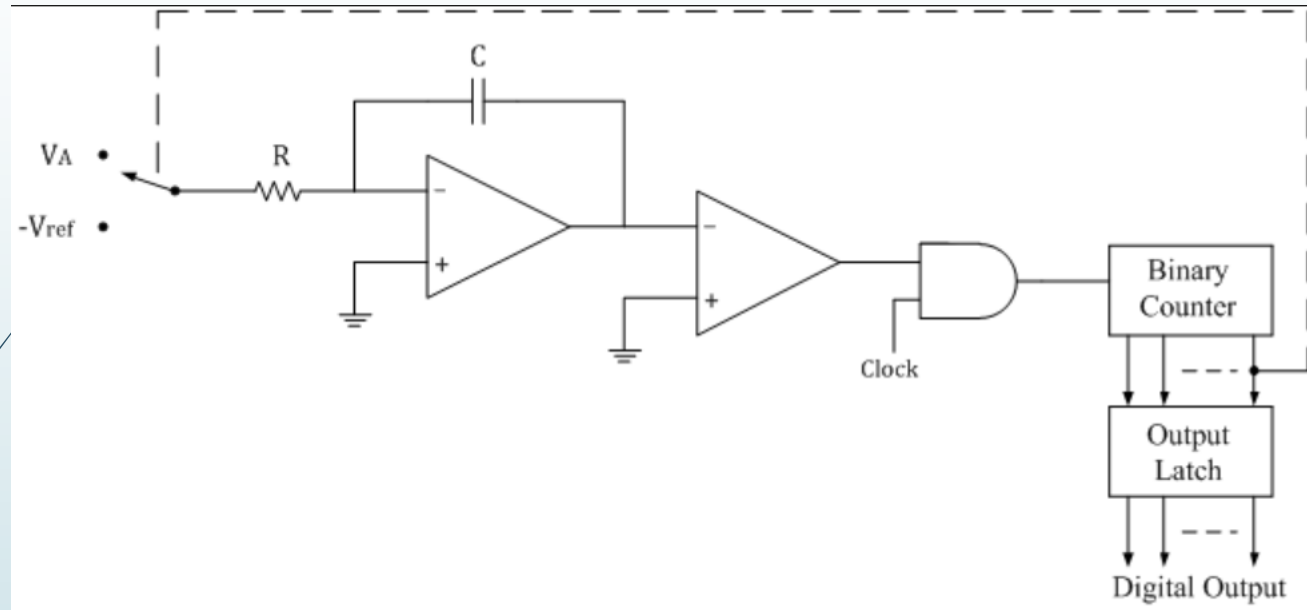 C
VA
R
-Vref
−
+
−
+
Clock
Binary
Counter
Output
Latch
Digital Output